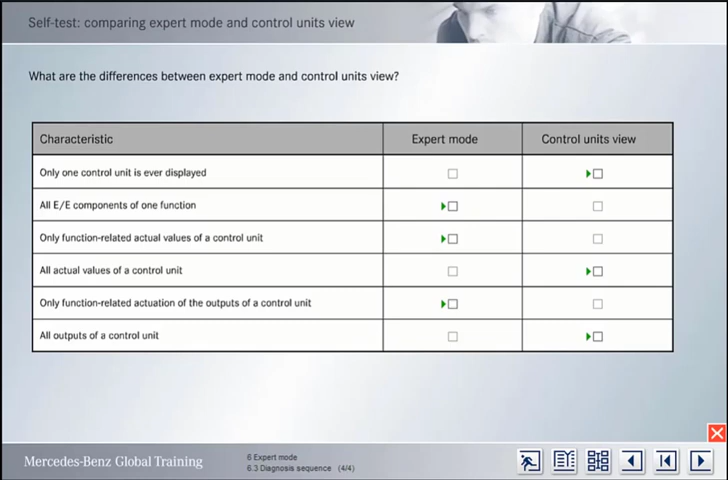 Self-test: comparing expert mode and control units view
What are the differences between expert mode and control units view?
Characteristic Expert mode Control units view
Only one control unit is ever displayed
All E/E components of one function
Only function-related actual values of a control unit
All actual values of a control unit
Only function-related actuation of the outputs of a control unit
All outputs of a control unit
Mercedes-Benz Global Training
6 Expert mode
6.3 Diagnosis sequence (4/4)